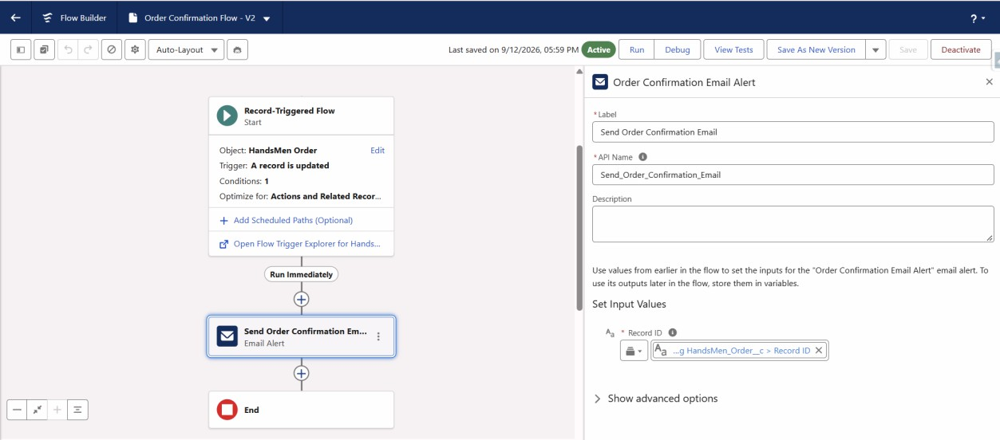 Flow Builder
Order Confirmation Flow - V2
?
Auto-Layout
Last saved on 9/12/2026, 05:59 PM
Active
Run
Debug
View Tests
Save As New Version
Save
Deactivate
Record-Triggered Flow
Start
Object: HandsMen Order
Edit
Trigger: A record is updated
Conditions: 1
Optimize for: Actions and Related Recor...
+ Add Scheduled Paths (Optional)
Open Flow Trigger Explorer for Hands...
Run Immediately
Send Order Confirmation Em...
Email Alert
End
Order Confirmation Email Alert
* Label
Send Order Confirmation Email
* API Name
Send_Order_Confirmation_Email
Description
Use values from earlier in the flow to set the inputs for the "Order Confirmation Email Alert" email alert. To
use its outputs later in the flow, store them in variables.
Set Input Values
Aa * Record ID
Aa ...g HandsMen_Order__c > Record ID
Show advanced options